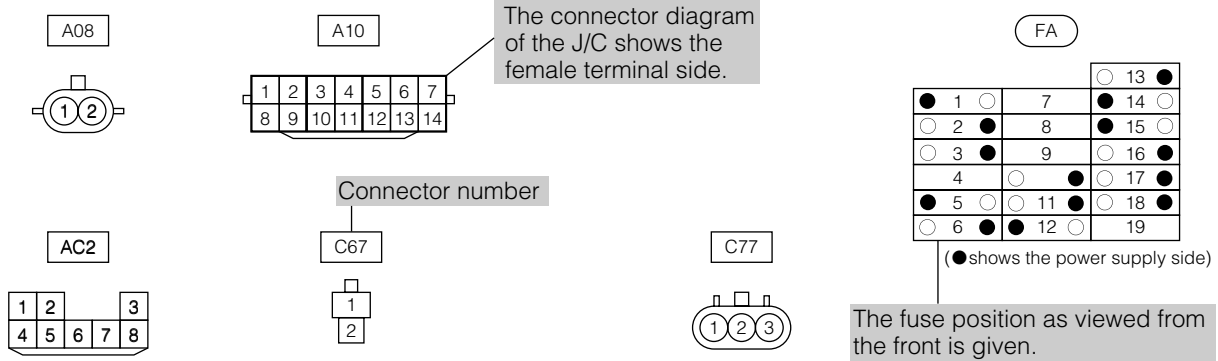 A08
1 2
A10
The connector diagram
of the J/C shows the
female terminal side.
1 2 3 4 5 6 7
8 9 10 11 12 13 14
FA
13
1 7 14
2 8 15
3 9 16
4 17
5 11 18
6 12 19
(●shows the power supply side)
The fuse position as viewed from
the front is given.
Connector number
AC2
1 2 3
4 5 6 7 8
C67
1
2
C77
1 2 3